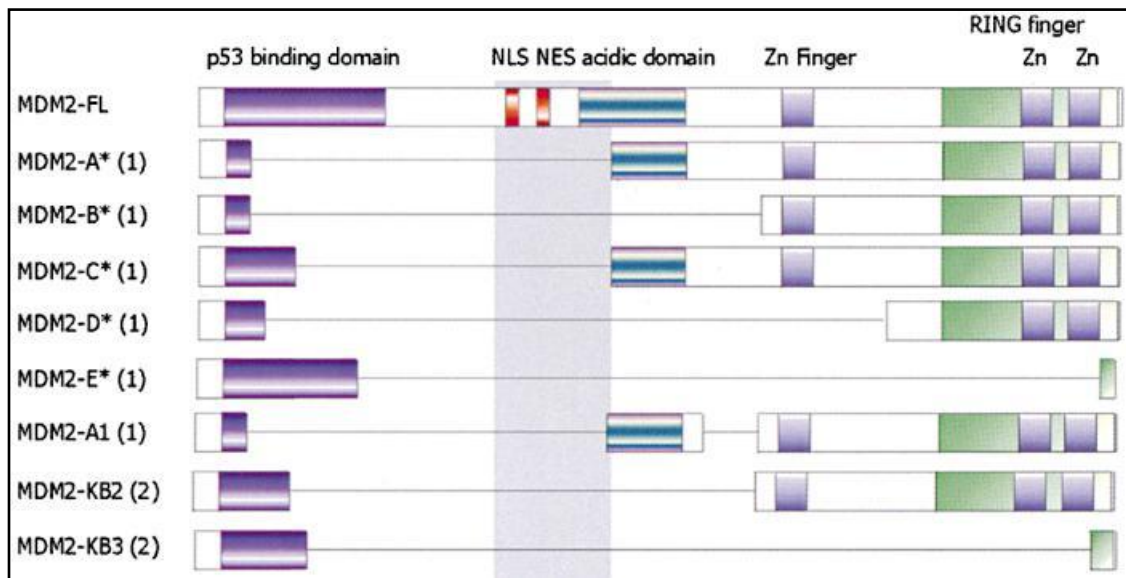 RING finger
p53 binding domain NLS NES acidic domain Zn Finger Zn Zn
MDM2-FL
MDM2-A* (1)
MDM2-B* (1)
MDM2-C* (1)
MDM2-D* (1)
MDM2-E* (1)
MDM2-A1 (1)
MDM2-KB2 (2)
MDM2-KB3 (2)